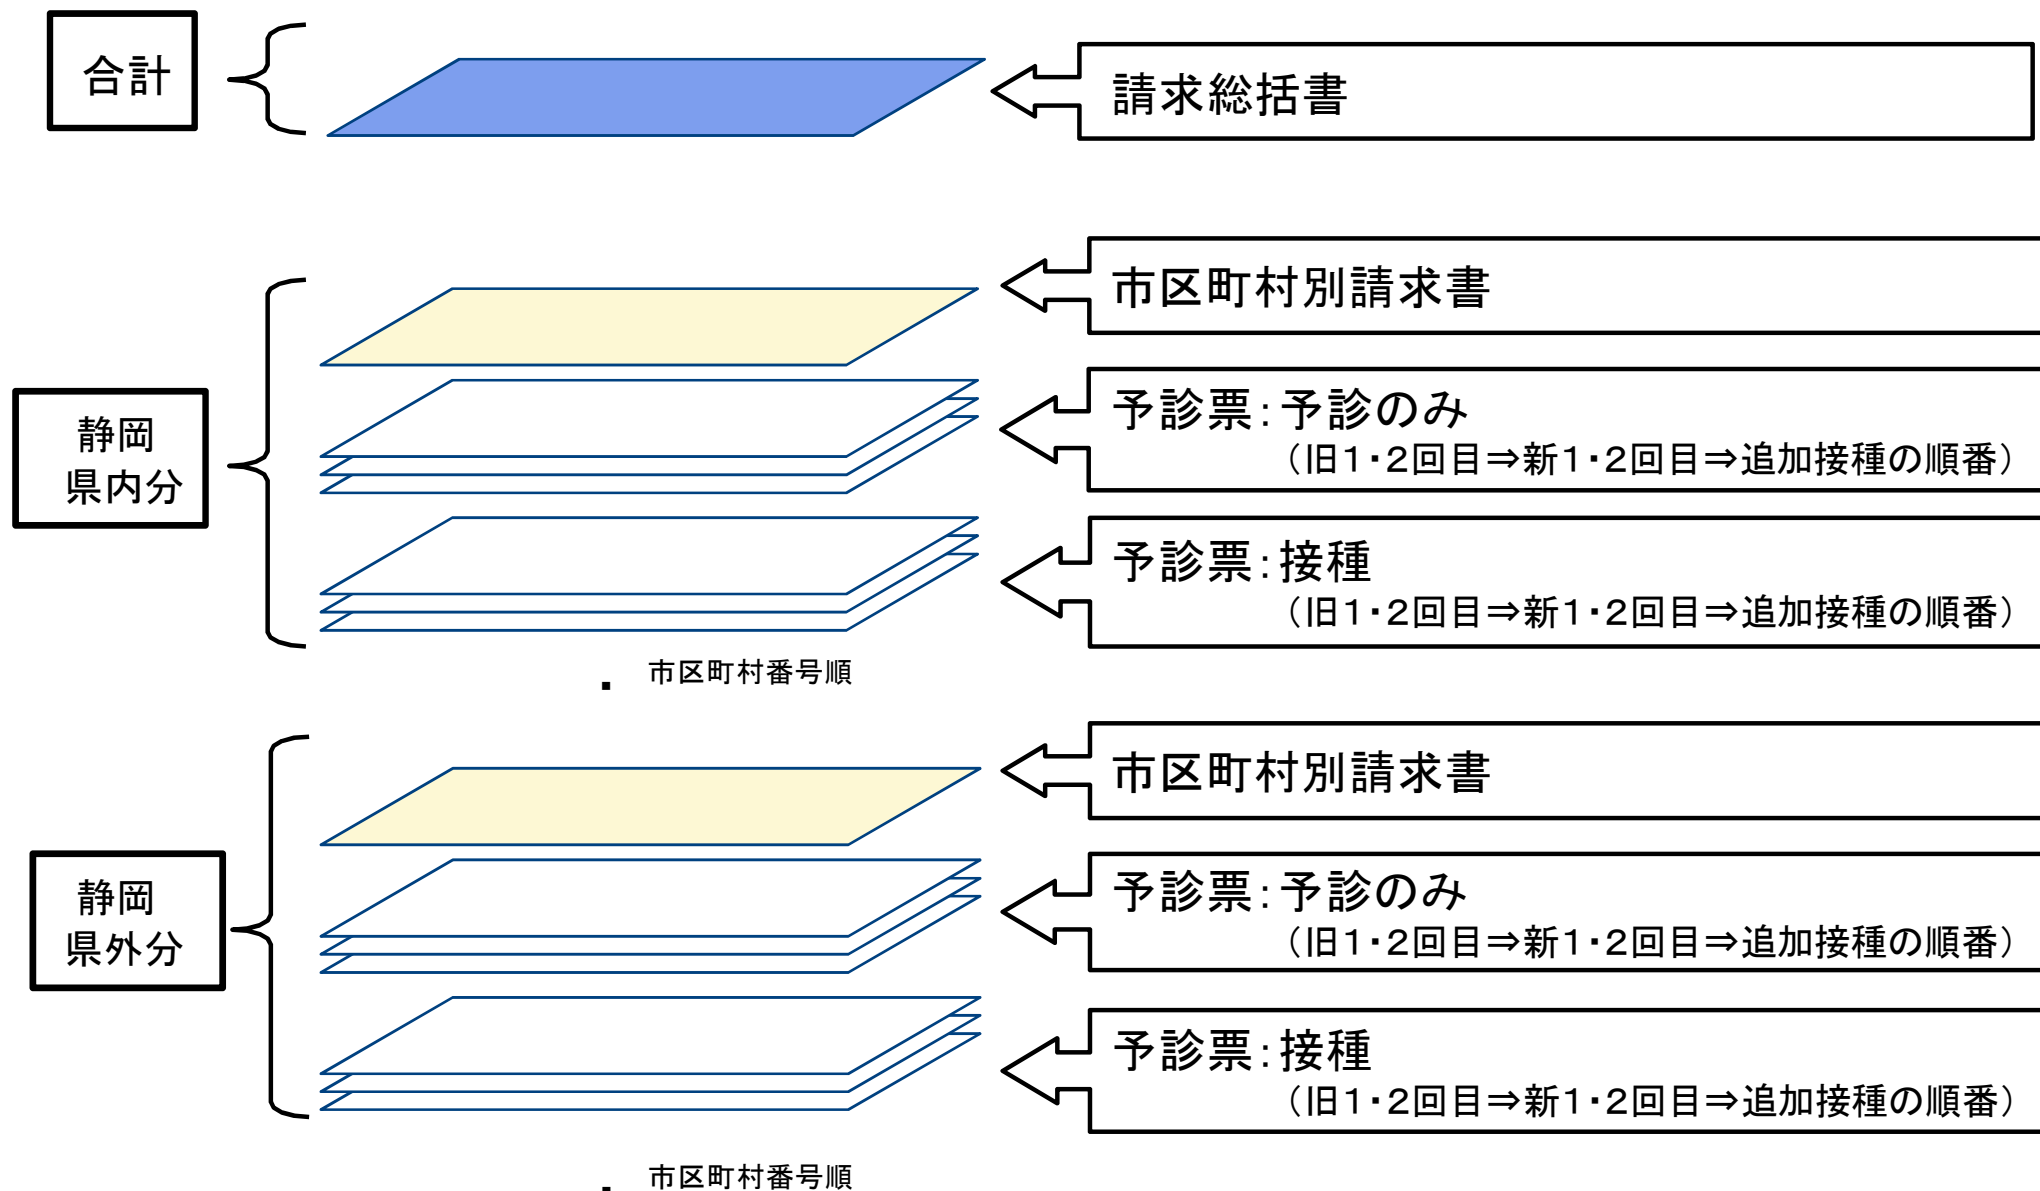 合計
請求総括書
市区町村別請求書
静岡
県内分
予診票:予診のみ
（旧１・２回目⇒新１・２回目⇒追加接種の順番）
予診票:接種
（旧１・２回目⇒新１・２回目⇒追加接種の順番）
・ 市区町村番号順
市区町村別請求書
静岡
県外分
予診票:予診のみ
（旧１・２回目⇒新１・２回目⇒追加接種の順番）
予診票:接種
（旧１・２回目⇒新１・２回目⇒追加接種の順番）
・ 市区町村番号順